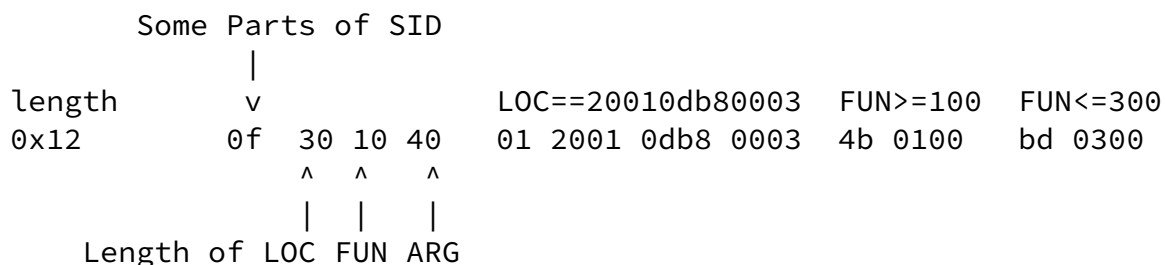 Some Parts of SID
|
length v LOC==20010db80003 FUN>=100 FUN<=300
0x12 0f 30 10 40 01 2001 0db8 0003 4b 0100 bd 0300
^ ^ ^
| | |
Length of LOC FUN ARG